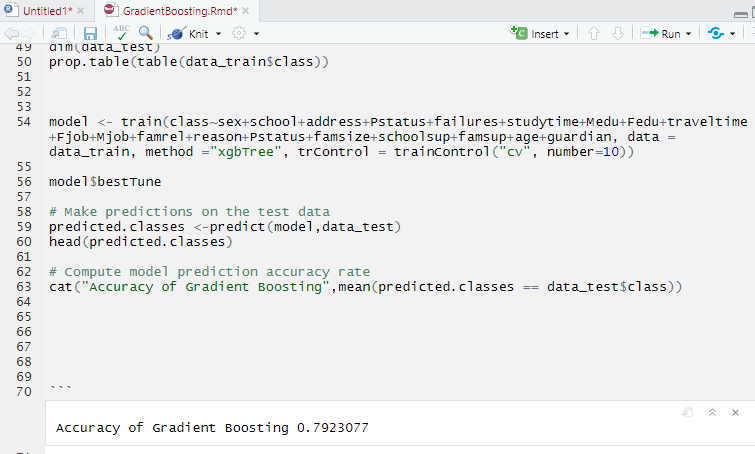 Untitled1*
GradientBoosting.Rmd*
ABC
Knit
Insert
Run
49 dim(data_test)
50 prop.table(table(data_train$class))
51
52
53
54 model <- train(class~sex+school+address+Pstatus+failures+studytime+Medu+Fedu+traveltime
+Fjob+Mjob+famrel+reason+Pstatus+famsize+schoolsup+famsup+age+guardian, data =
data_train, method ="xgbTree", trControl = trainControl("cv", number=10))
55
56 model$bestTune
57
58 # Make predictions on the test data
59 predicted.classes <-predict(model,data_test)
60 head(predicted.classes)
61
62 # Compute model prediction accuracy rate
63 cat("Accuracy of Gradient Boosting",mean(predicted.classes == data_test$class))
64
65
66
67
68
69
70 ```
Accuracy of Gradient Boosting 0.7923077